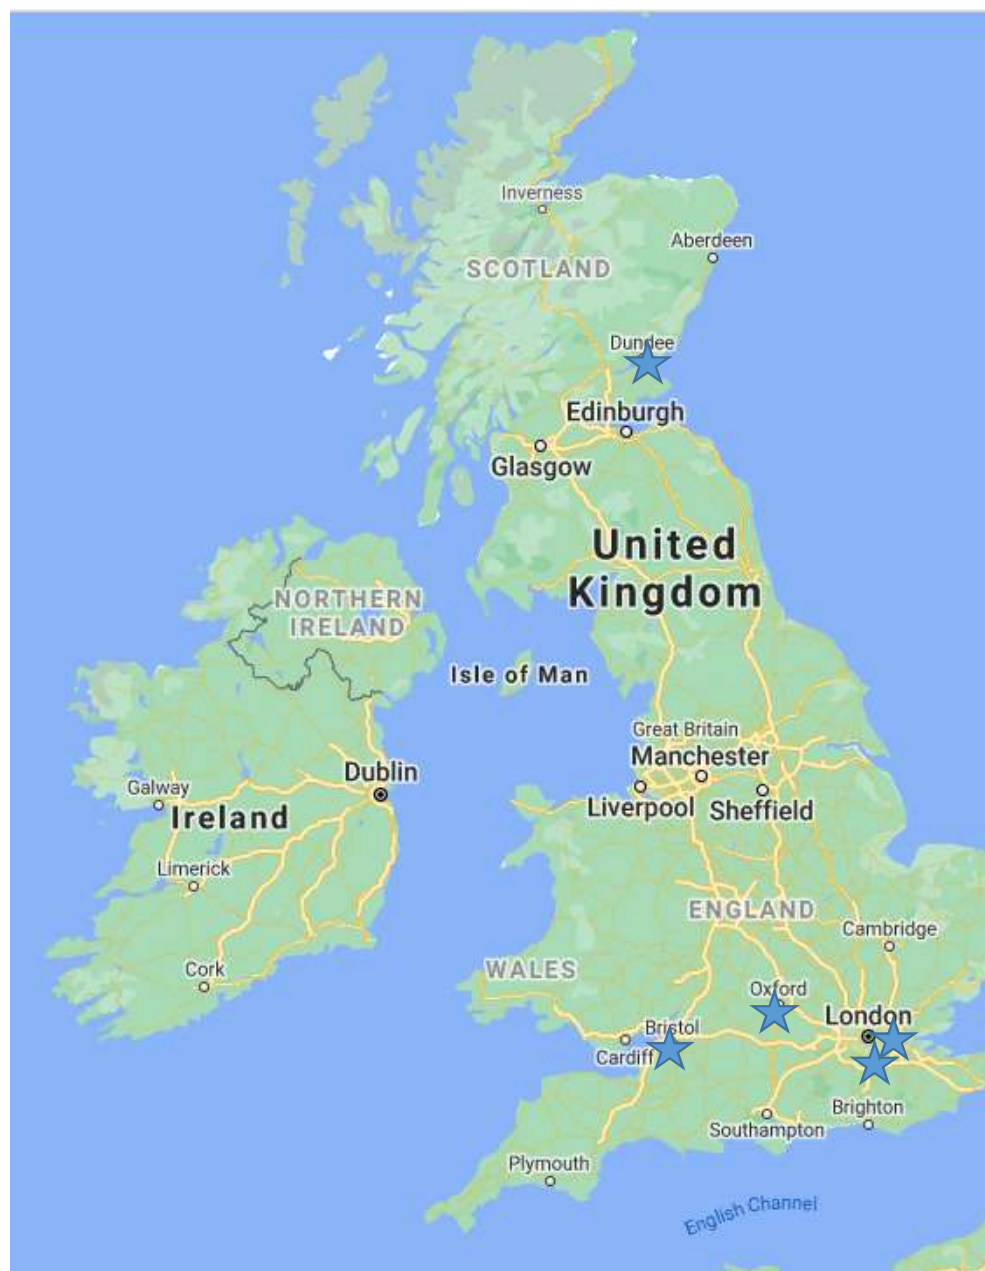 Inverness
Aberdeen
SCOTLAND
Dundee
Edinburgh
Glasgow
United
Kingdom
NORTHERN
IRELAND
Isle of Man
Great Britain
Manchester
Dublin
Galway
Liverpool
Sheffield
Ireland
Limerick
ENGLAND
Cambridge
Cork
WALES
Oxford
London
Bristol
Cardiff
Brighton
Southampton
Plymouth
English Channel